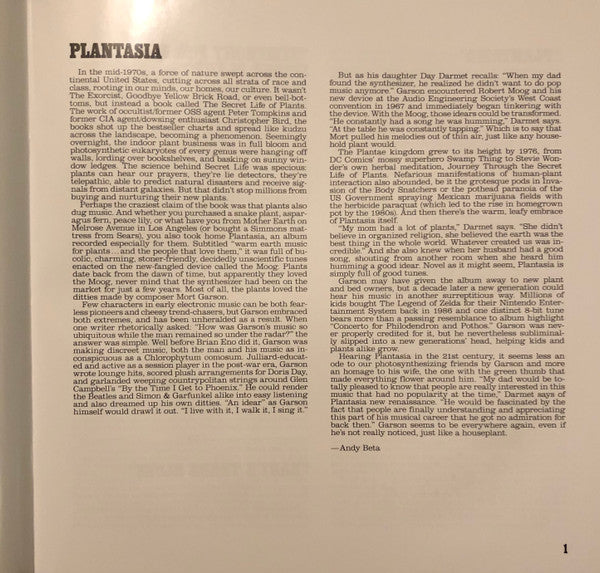 PLANTASIA
In the mid-1970s, a force of nature swept across the con-
tinental United States, cutting across all strata of race and
class, rooting in our minds, our homes, our culture. It wasn't
The Exorcist, Goodbye Yellow Brick Road, or even bell-bot-
toms, but instead a book called The Secret Life of Plants.
The work of occultist/former OSS agent Peter Tompkins and
former CIA agent/dowsing enthusiast Christopher Bird, the
books shot up the bestseller charts and spread like kudzu
across the landscape, becoming a phenomenon. Seemingly
overnight, the indoor plant business was in full bloom and
photosynthetic eukaryotes of every genus were hanging off
walls, lording over bookshelves, and basking on sunny win-
dow ledges. The science behind Secret Life was specious:
plants can hear our prayers, they're lie detectors, they're
telepathic, able to predict natural disasters and receive sig-
nals from distant galaxies. But that didn't stop millions from
buying and nurturing their new plants.
Perhaps the craziest claim of the book was that plants also
dug music. And whether you purchased a snake plant, aspar-
agus fern, peace lily, or what have you from Mother Earth on
Melrose Avenue in Los Angeles (or bought a Simmons mat-
tress from Sears), you also took home Plantasia, an album
recorded especially for them. Subtitled "warm earth music
for plants...and the people that love them," it was full of bu-
colic, charming, stoner-friendly, decidedly unscientific tunes
enacted on the new-fangled device called the Moog. Plants
date back from the dawn of time, but apparently they loved
the Moog, never mind that the synthesizer had been on the
market for just a few years. Most of all, the plants loved the
ditties made by composer Mort Garson.
Few characters in early electronic music can be both fear-
less pioneers and cheesy trend-chasers, but Garson embraced
both extremes, and has been unheralded as a result. When
one writer rhetorically asked: "How was Garson's music so
ubiquitous while the man remained so under the radar?" the
answer was simple. Well before Brian Eno did it, Garson was
making discreet music, both the man and his music as in-
conspicuous as a Chlorophytum comosum. Julliard-educat-
ed and active as a session player in the post-war era, Garson
wrote lounge hits, scored plush arrangements for Doris Day,
and garlanded weeping countrypolitan strings around Glen
Campbell's "By the Time I Get to Phoenix." He could render
the Beatles and Simon & Garfunkel alike into easy listening
and also dreamed up his own ditties. "An idear" as Garson
himself would drawl it out. "I live with it, I walk it, I sing it."
But as his daughter Day Darmet recalls: "When my dad
found the synthesizer, he realized he didn't want to do pop
music anymore." Garson encountered Robert Moog and his
new device at the Audio Engineering Society's West Coast
convention in 1967 and immediately began tinkering with
the device. With the Moog, those idears could be transformed.
"He constantly had a song he was humming," Darmet says.
"At the table he was constantly tapping." Which is to say that
Mort pulled his melodies out of thin air, just like any house-
hold plant would.
The Plantae kingdom grew to its height by 1976, from
DC Comics' mossy superhero Swamp Thing to Stevie Won-
der's own herbal meditation, Journey Through the Secret
Life of Plants. Nefarious manifestations of human-plant
interaction also abounded, be it the grotesque pods in Inva-
sion of the Body Snatchers or the pothead paranoia of the
US Government spraying Mexican marijuana fields with
the herbicide paraquat (which led to the rise in homegrown
pot by the 1980s). And then there's the warm, leafy embrace
of Plantasia itself.
"My mom had a lot of plants," Darmet says. "She didn't
believe in organized religion, she believed the earth was the
best thing in the whole world. Whatever created us was in-
credible." And she also knew when her husband had a good
song, shouting from another room when she heard him
humming a good idear. Novel as it might seem, Plantasia is
simply full of good tunes.
Garson may have given the album away to new plant
and bed owners, but a decade later a new generation could
hear his music in another surreptitious way. Millions of
kids bought The Legend of Zelda for their Nintendo Enter-
tainment System back in 1986 and one distinct 8-bit tune
bears more than a passing resemblance to album highlight
"Concerto for Philodendron and Pothos." Garson was nev-
er properly credited for it, but he nevertheless subliminal-
ly slipped into a new generations' head, helping kids and
plants alike grow.
Hearing Plantasia in the 21st century, it seems less an
ode to our photosynthesizing friends by Garson and more
an homage to his wife, the one with the green thumb that
made everything flower around him. "My dad would be to-
tally pleased to know that people are really interested in this
music that had no popularity at the time," Darmet says of
Plantasia new renaissance. "He would be fascinated by the
fact that people are finally understanding and appreciating
this part of his musical career that he got no admiration for
back then." Garson seems to be everywhere again, even if
he's not really noticed, just like a houseplant.
—Andy Beta
1